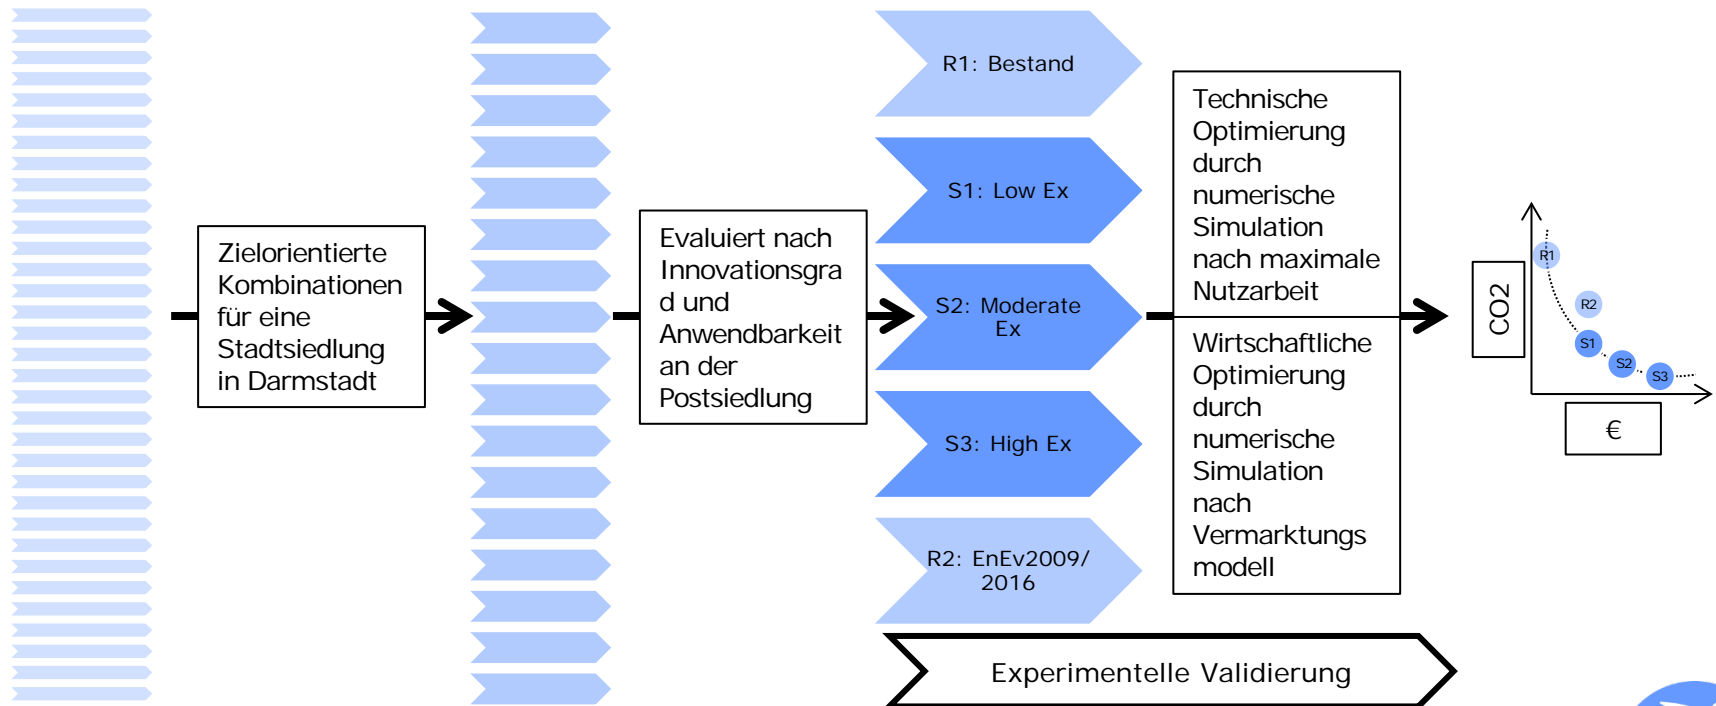 Zielorientierte
Kombinationen
für eine
Stadtsiedlung
in Darmstadt
Evaluiert nach
Innovationsgra
d und
Anwendbarkeit
an der
Postsiedlung
R1: Bestand
S1: Low Ex
S2: Moderate
Ex
S3: High Ex
R2: EnEv2009/
2016
Technische
Optimierung
durch
numerische
Simulation
nach maximale
Nutzarbeit
Wirtschaftliche
Optimierung
durch
numerische
Simulation
nach
Vermarktungs
modell
Experimentelle Validierung
CO2
R1
R2
S1
S2
S3
€